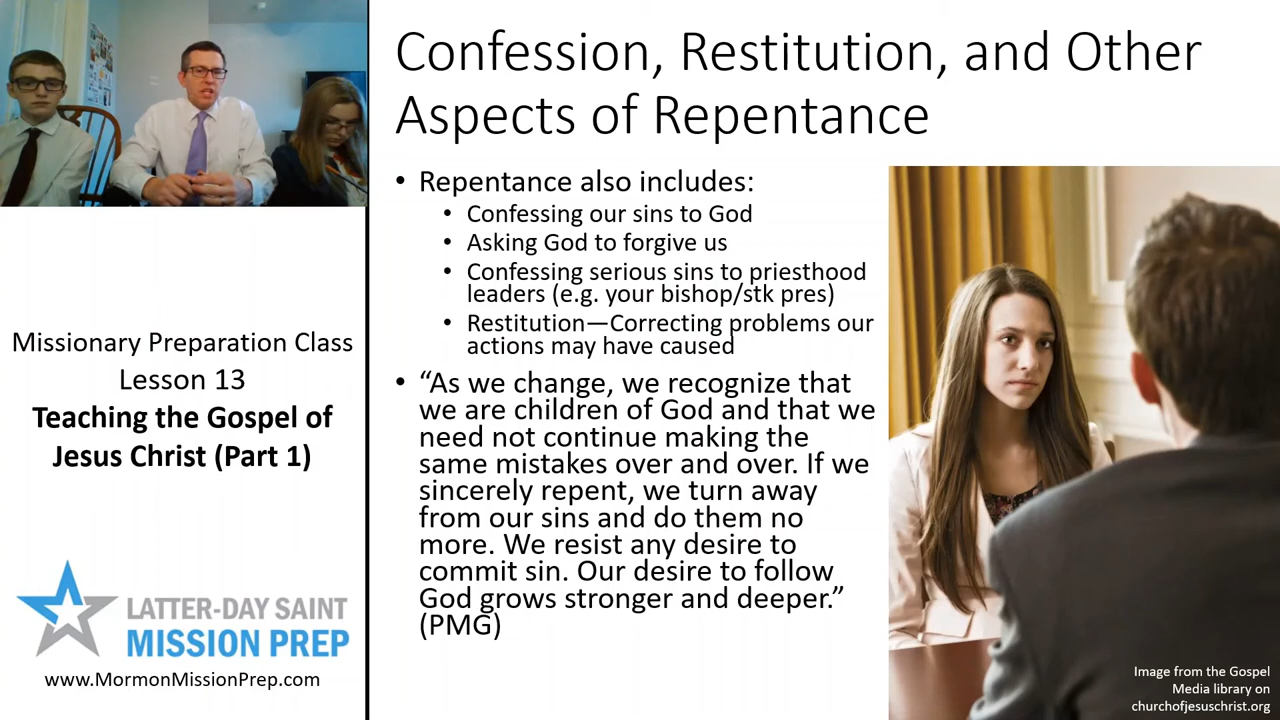 Confession, Restitution, and Other
Aspects of Repentance
• Repentance also includes:
• Confessing our sins to God
• Asking God to forgive us
• Confessing serious sins to priesthood
leaders (e.g. your bishop/stk pres)
• Restitution—Correcting problems our
actions may have caused
• “As we change, we recognize that
we are children of God and that we
need not continue making the
same mistakes over and over. If we
sincerely repent, we turn away
from our sins and do them no
more. We resist any desire to
commit sin. Our desire to follow
God grows stronger and deeper.”
(PMG)
Missionary Preparation Class
Lesson 13
Teaching the Gospel of
Jesus Christ (Part 1)
LATTER-DAY SAINT
MISSION PREP
www.MormonMissionPrep.com
Image from the Gospel
Media library on
churchofjesuschrist.org